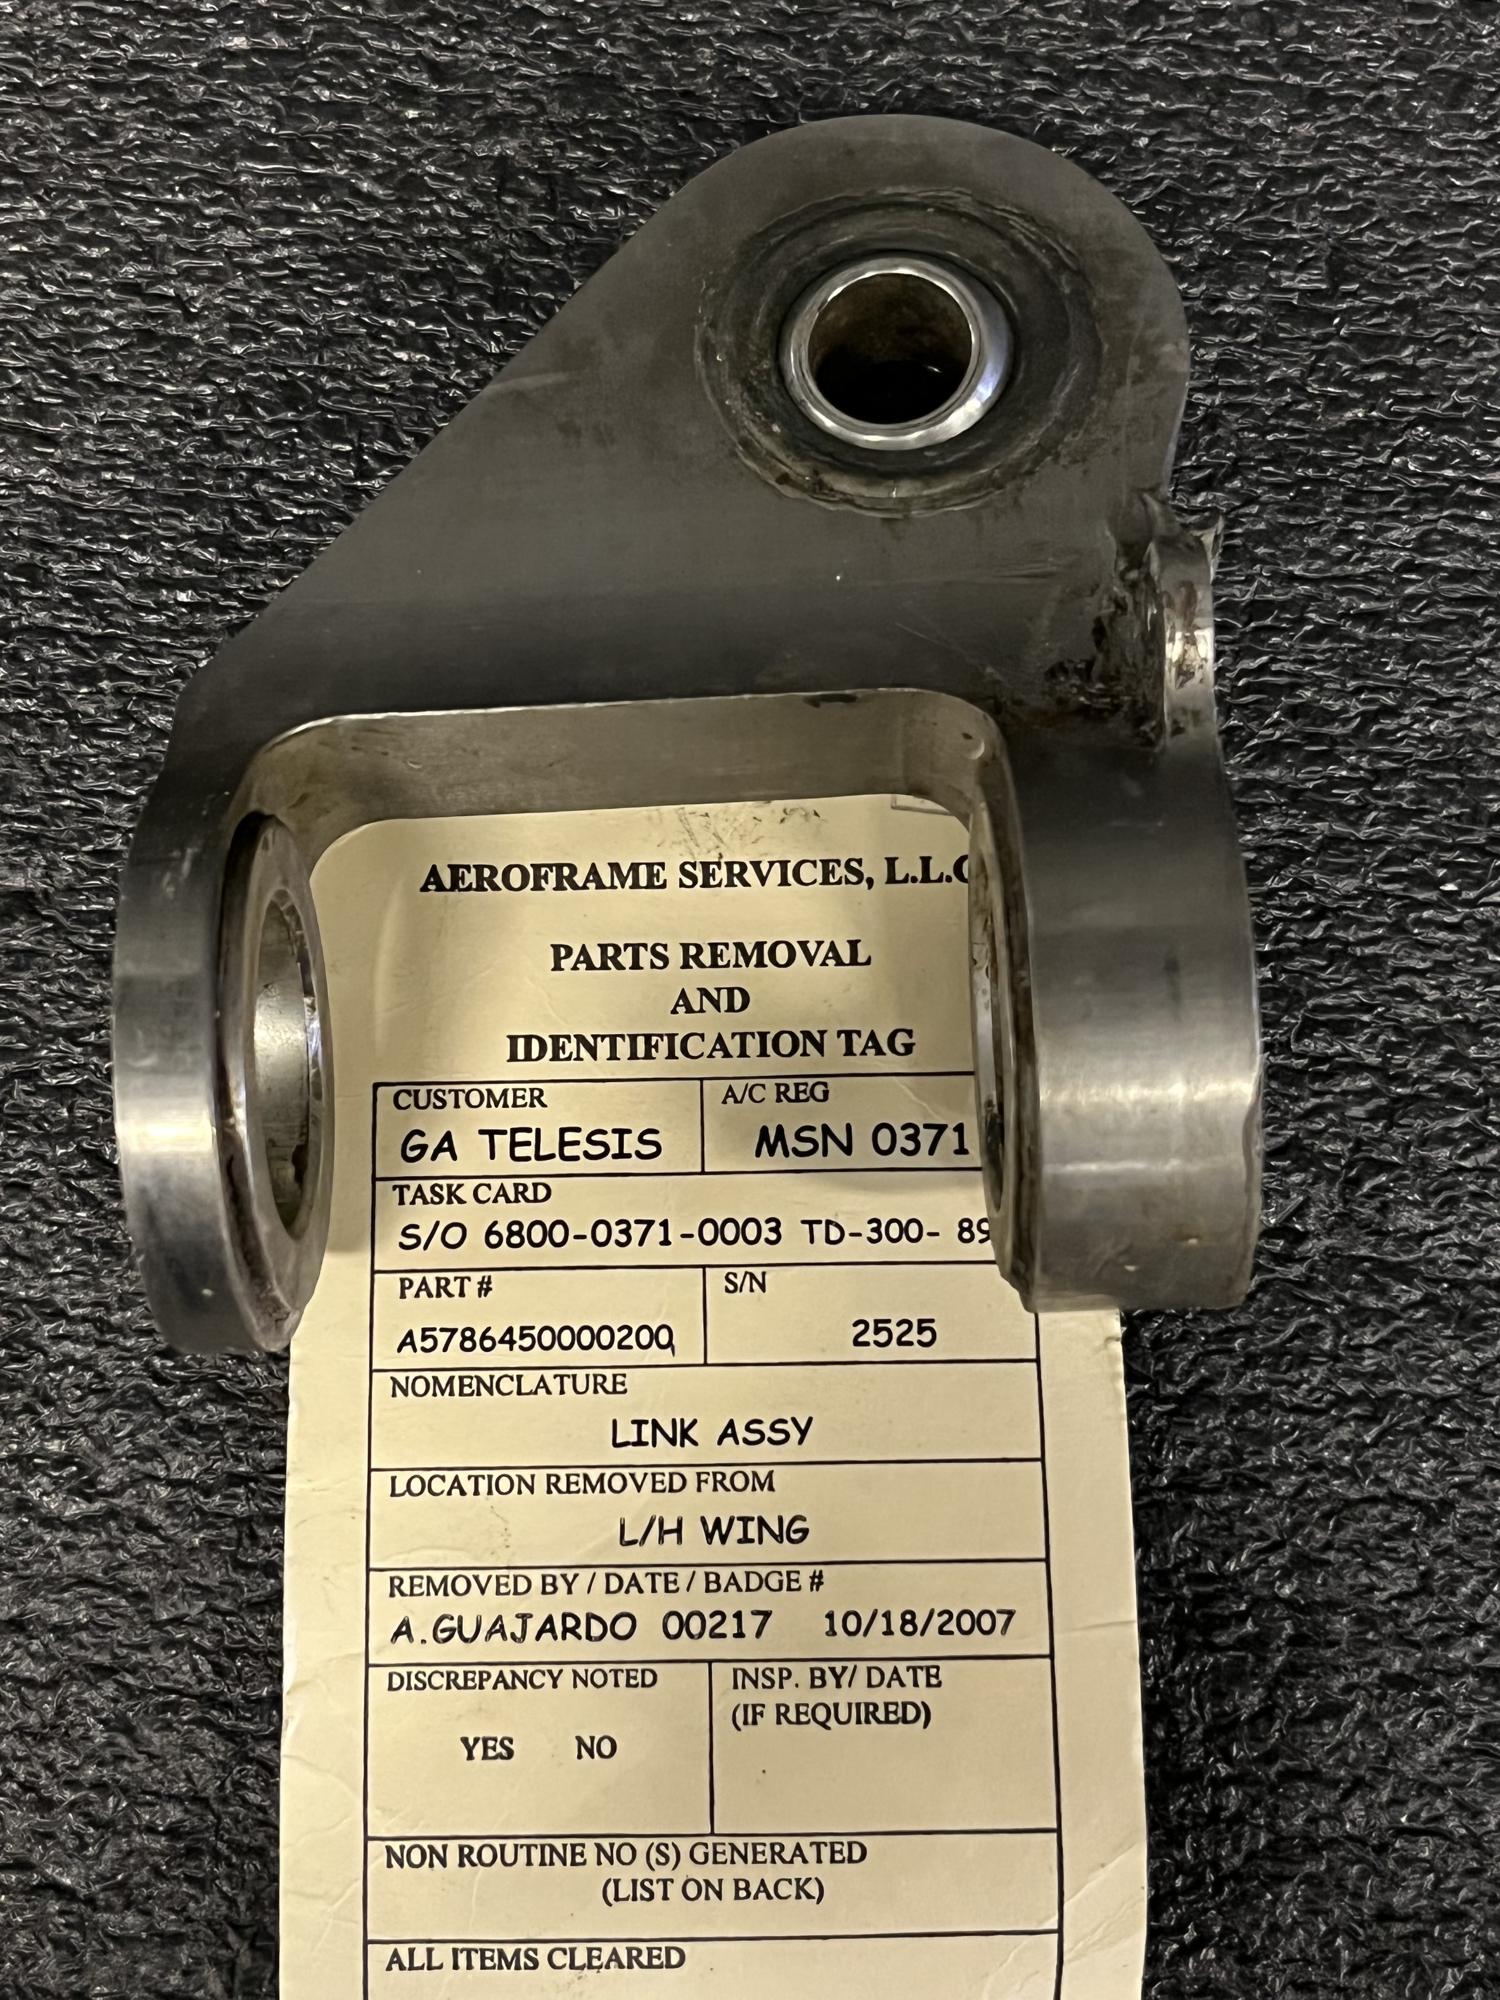 AEROFRAME SERVICES, L.L.C
PARTS REMOVAL
AND
IDENTIFICATION TAG
CUSTOMER
GA TELESIS
A/C REG
MSN 0371
TASK CARD
S/O 6800-0371-0003 TD-300- 89
PART #
A5786450000200
S/N
2525
NOMENCLATURE
LINK ASSY
LOCATION REMOVED FROM
L/H WING
REMOVED BY / DATE / BADGE #
A.GUAJARDO 00217 10/18/2007
DISCREPANCY NOTED
YES NO
INSP. BY/ DATE
(IF REQUIRED)
NON ROUTINE NO (S) GENERATED
(LIST ON BACK)
ALL ITEMS CLEARED